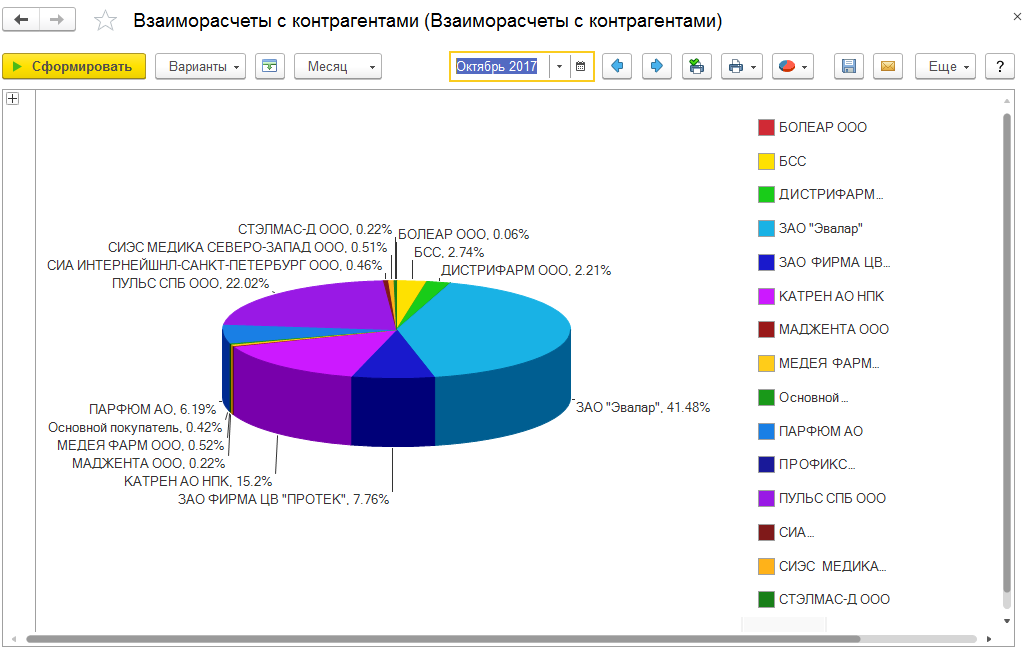 Взаиморасчеты с контрагентами (Взаиморасчеты с контрагентами)
Сформировать
Варианты
Месяц
Октябрь 2017
Еще
?
СТЭЛМАС-Д ООО, 0.22%
БОЛЕАР ООО, 0.06%
СИЭС МЕДИКА СЕВЕРО-ЗАПАД ООО, 0.51%
БСС, 2.74%
СИА ИНТЕРНЕЙШНЛ-САНКТ-ПЕТЕРБУРГ ООО, 0.46%
ДИСТРИФАРМ ООО, 2.21%
ПУЛЬС СПБ ООО, 22.02%
ПАРФЮМ АО, 6.19%
ЗАО "Эвалар", 41.48%
Основной покупатель, 0.42%
МЕДЕЯ ФАРМ ООО, 0.52%
МАДЖЕНТА ООО, 0.22%
КАТРЕН АО НПК, 15.2%
ЗАО ФИРМА ЦВ "ПРОТЕК", 7.76%
БОЛЕАР ООО
БСС
ДИСТРИФАРМ...
ЗАО "Эвалар"
ЗАО ФИРМА ЦВ...
КАТРЕН АО НПК
МАДЖЕНТА ООО
МЕДЕЯ ФАРМ...
Основной...
ПАРФЮМ АО
ПРОФИКС...
ПУЛЬС СПБ ООО
СИА...
СИЭС МЕДИКА...
СТЭЛМАС-Д ООО